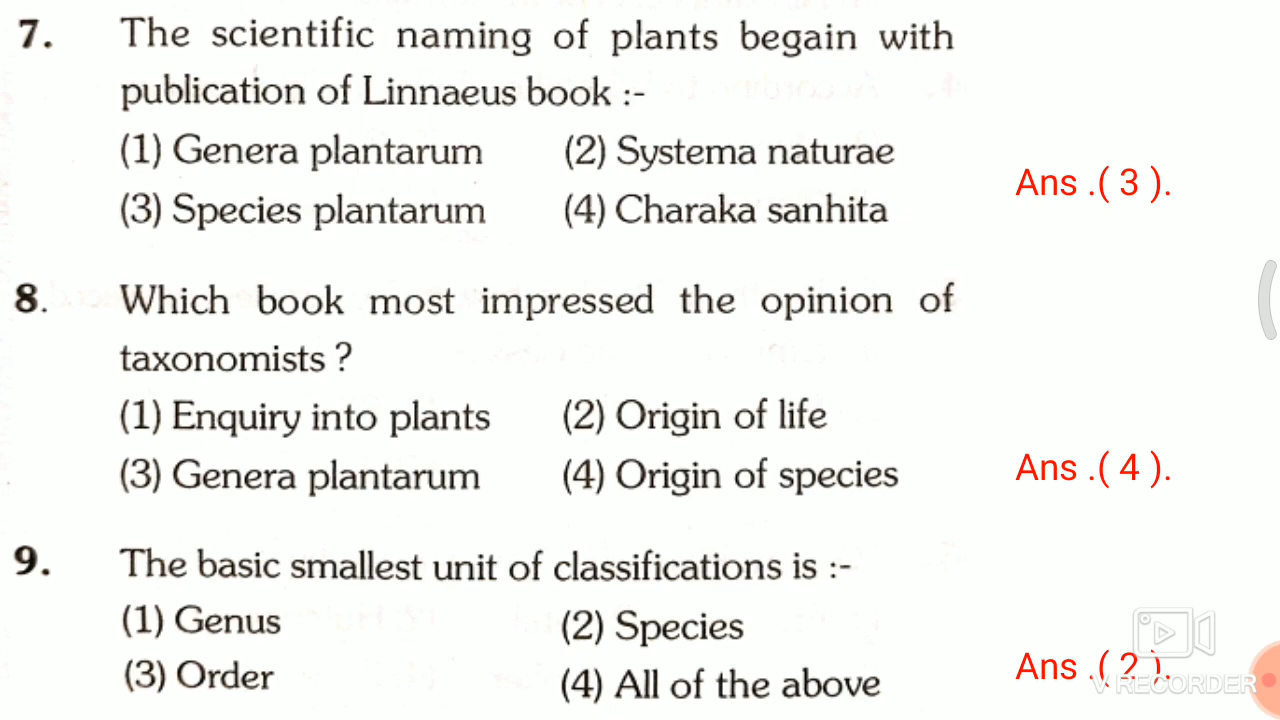 7. The scientific naming of plants begain with
publication of Linnaeus book :-
(1) Genera plantarum (2) Systema naturae
(3) Species plantarum (4) Charaka sanhita
Ans .( 3 ).
8. Which book most impressed the opinion of
taxonomists ?
(1) Enquiry into plants (2) Origin of life
(3) Genera plantarum (4) Origin of species
Ans .( 4 ).
9. The basic smallest unit of classifications is :-
(1) Genus (2) Species
(3) Order (4) All of the above
Ans .( 2 ).
V RECORDER